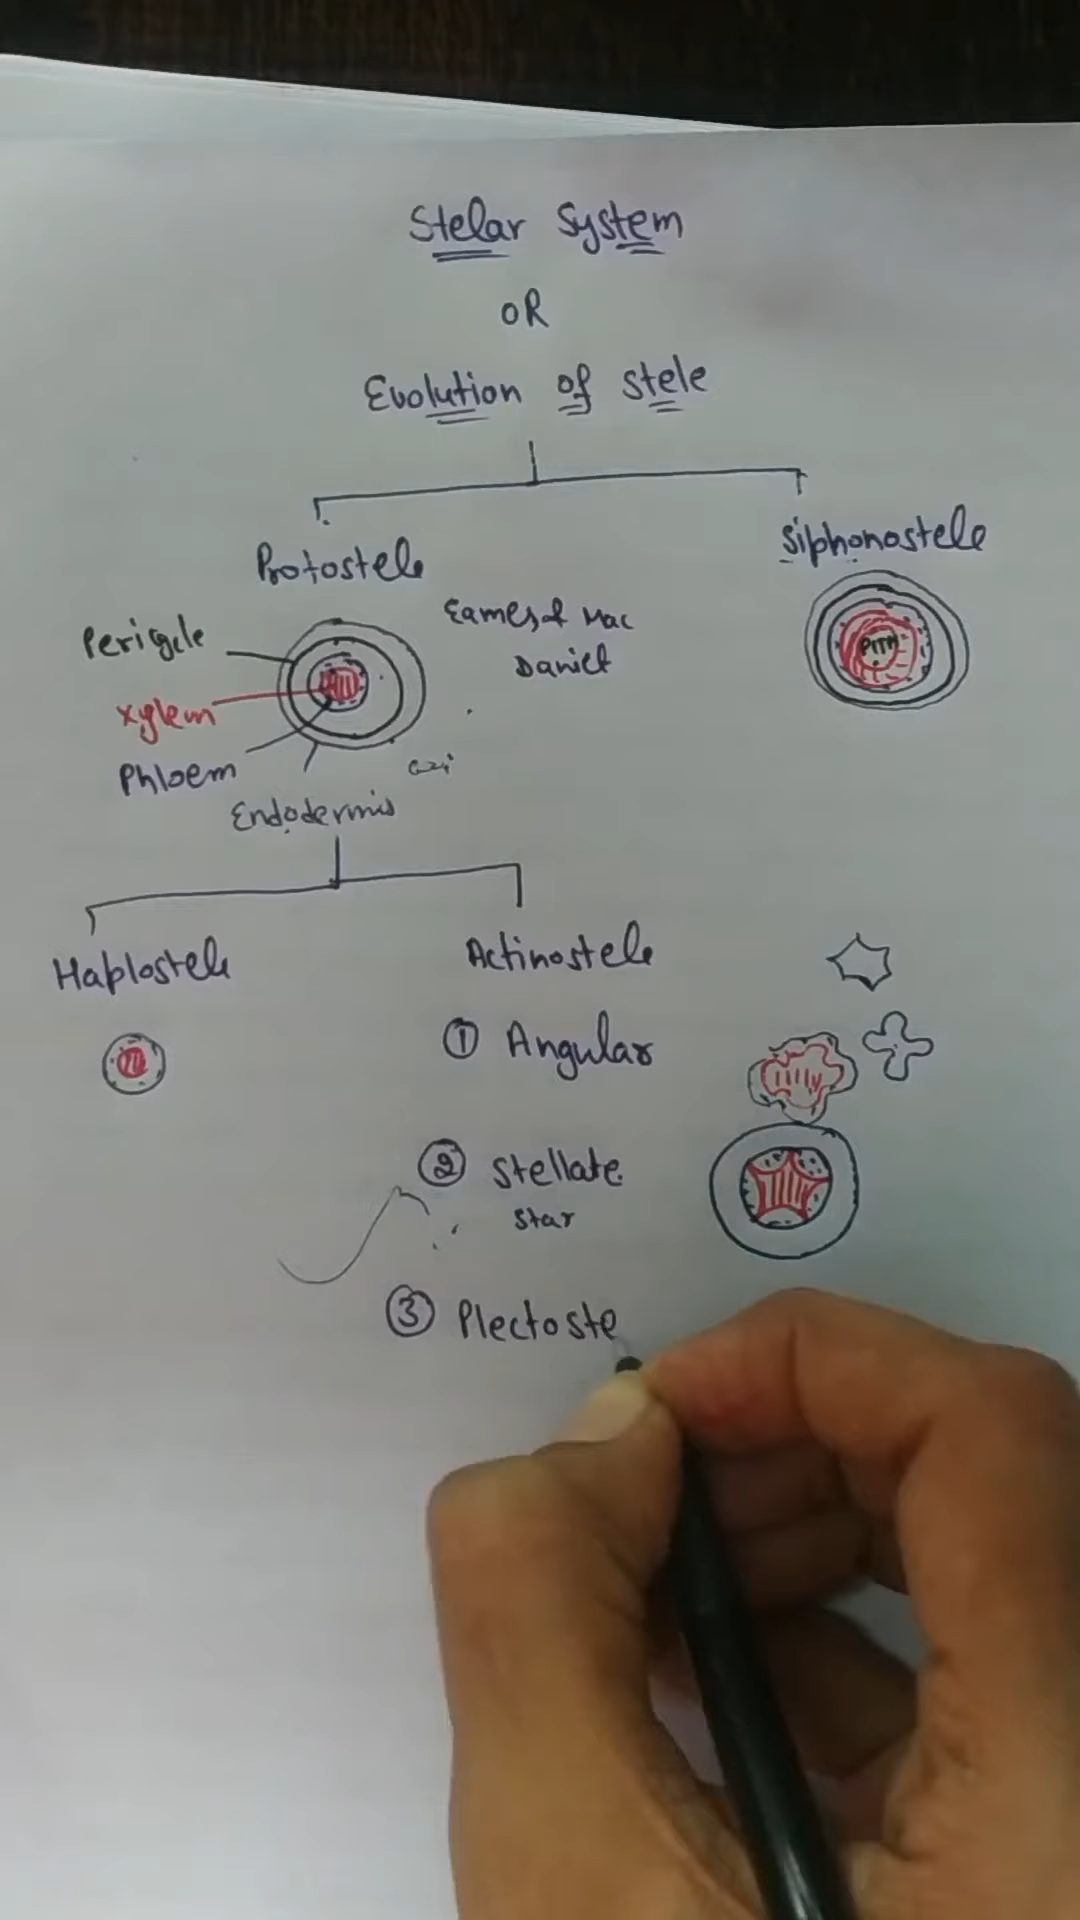 Stelar System
OR
Evolution of stele
Protostele
Siphonostele
Pericycle
Eames & Mac
Daniel
PITH
xylem
Phloem
Endodermis
Haplostele
Actinostele
① Angular
② Stellate
Star
③ Plectoste